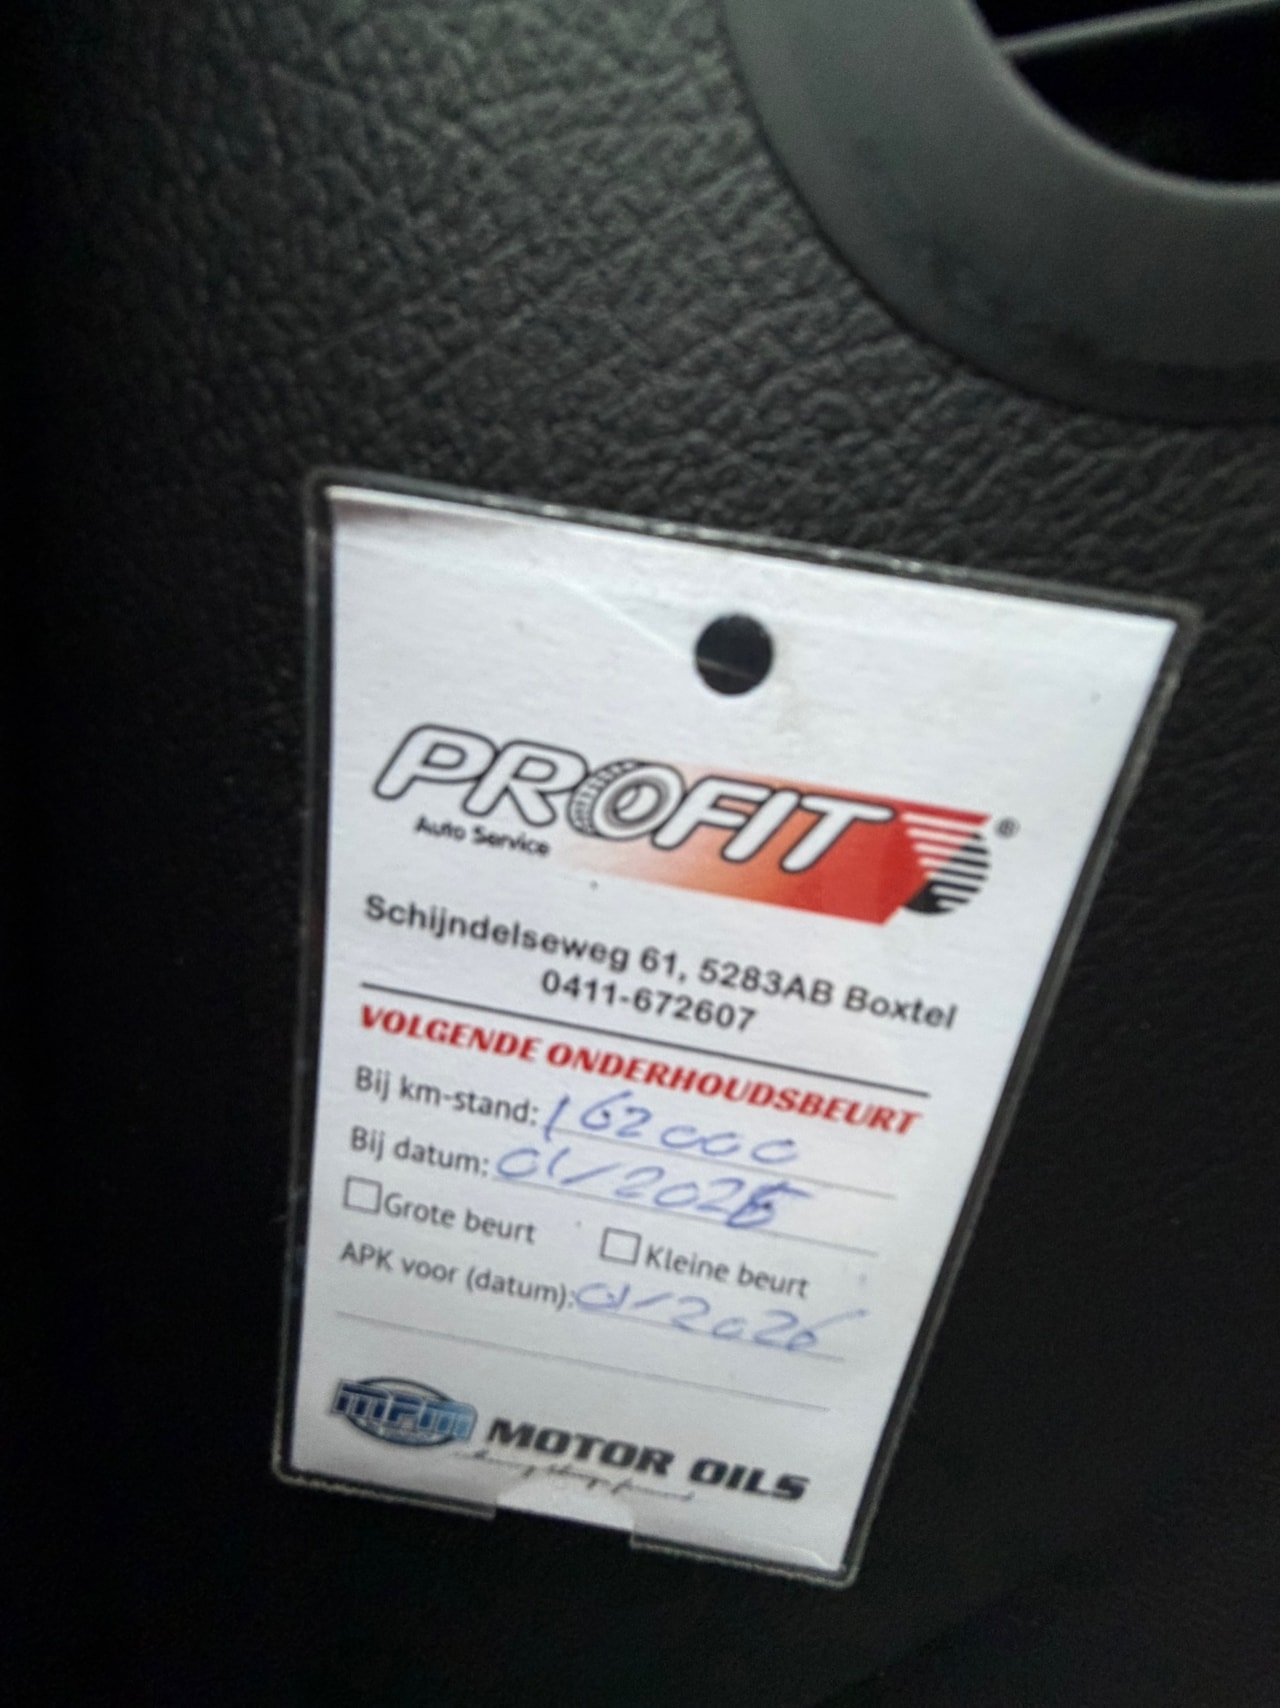 PROFIT ®
Auto Service
Schijndelseweg 61, 5283AB Boxtel
0411-672607
VOLGENDE ONDERHOUDSBEURT
Bij km-stand: 162000
Bij datum: 01/2026
Grote beurt Kleine beurt
APK voor (datum): 01/2026
MPM MOTOR OILS